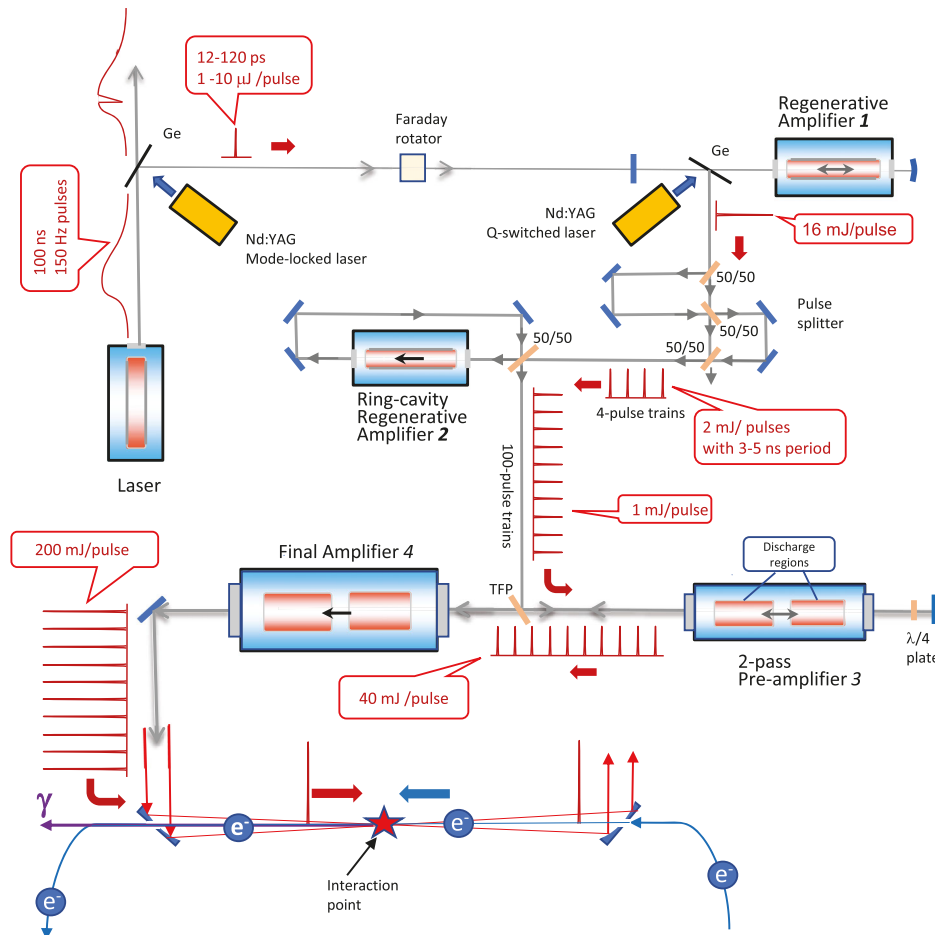 12-120 ps
1 -10 μJ /pulse
Ge
Faraday
rotator
Regenerative
Amplifier 1
Ge
100 ns
150 Hz pulses
Nd:YAG
Mode-locked laser
Nd:YAG
Q-switched laser
16 mJ/pulse
50/50
50/50
50/50
Pulse
splitter
50/50
Ring-cavity
Regenerative
Amplifier 2
4-pulse trains
2 mJ/ pulses
with 3-5 ns period
Laser
100-pulse trains
1 mJ/pulse
200 mJ/pulse
Final Amplifier 4
TFP
Discharge
regions
λ/4
plate
2-pass
Pre-amplifier 3
40 mJ /pulse
γ
e-
e-
e-
e-
Interaction
point